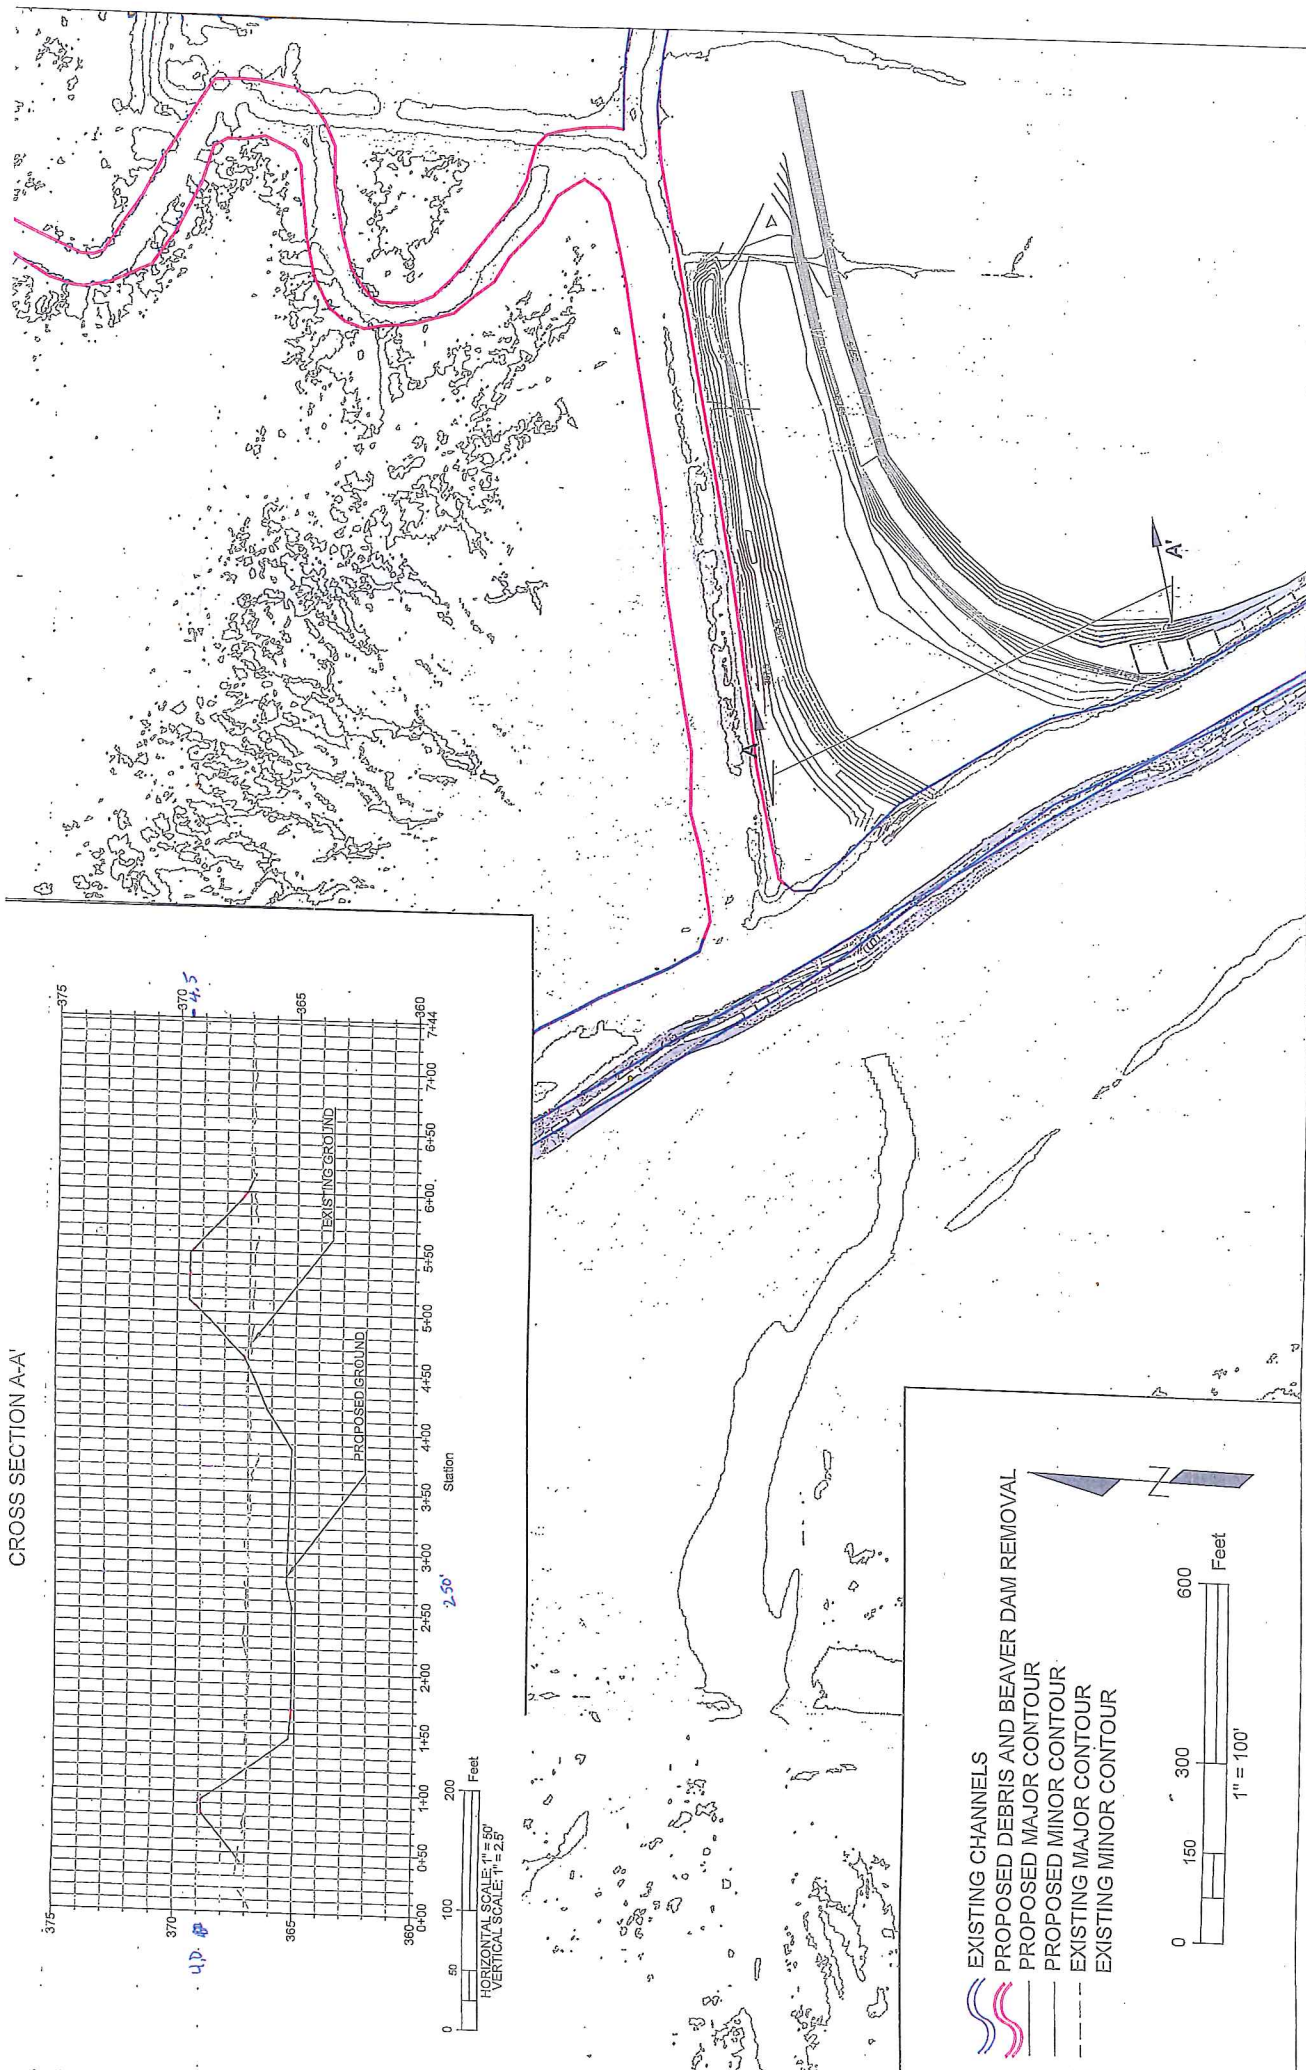 CROSS SECTION A-A'
375
370
365
360
375
370
- 4.5
365
360
0+00
0+50
1+00
1+50
2+00
2+50
3+00
3+50
4+00
4+50
5+00
5+50
6+00
6+50
7+00
7+44
EXISTING GROUND
PROPOSED GROUND
Station
250'
0
50
100
200
Feet
HORIZONTAL SCALE: 1" = 50'
VERTICAL SCALE: 1" = 2.5'
A
A'
EXISTING CHANNELS
PROPOSED DEBRIS AND BEAVER DAM REMOVAL
PROPOSED MAJOR CONTOUR
PROPOSED MINOR CONTOUR
EXISTING MAJOR CONTOUR
EXISTING MINOR CONTOUR
N
0
150
300
600
Feet
1" = 100'